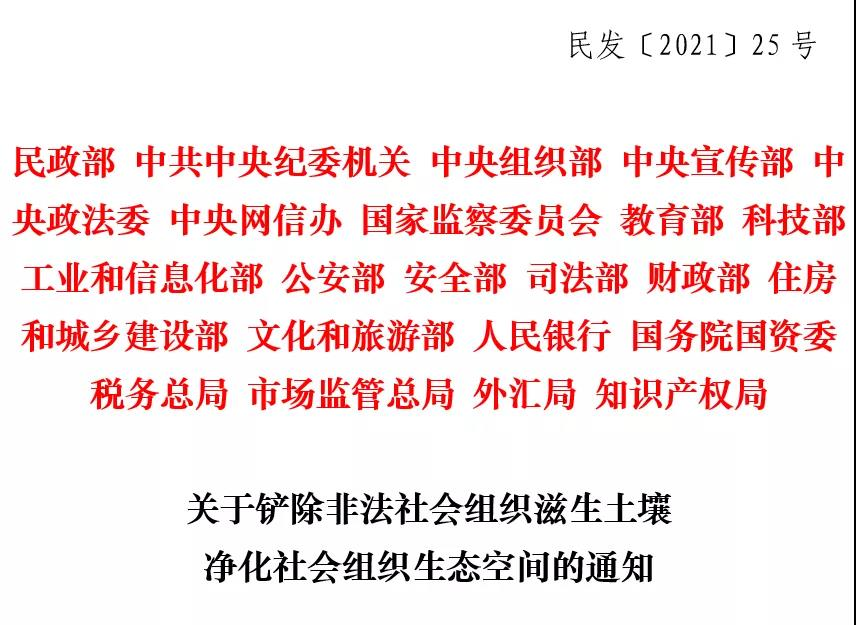 民发〔2021〕25 号
民政部 中共中央纪委机关 中央组织部 中央宣传部 中
央政法委 中央网信办 国家监察委员会 教育部 科技部
工业和信息化部 公安部 安全部 司法部 财政部 住房
和城乡建设部 文化和旅游部 人民银行 国务院国资委
税务总局 市场监管总局 外汇局 知识产权局
关于铲除非法社会组织滋生土壤
净化社会组织生态空间的通知